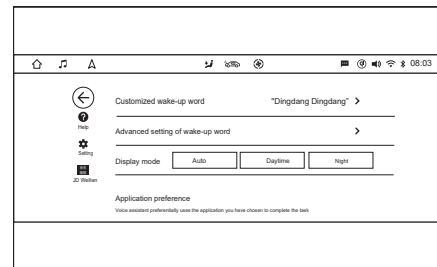 08:03
Customized wake-up word "Dingdang Dingdang" >
Help
Advanced setting of wake-up word >
Setting
Display mode Auto Daytime Night
JD Weilian
Application preference
Voice assistant preferentially uses the application you have chosen to complete the task